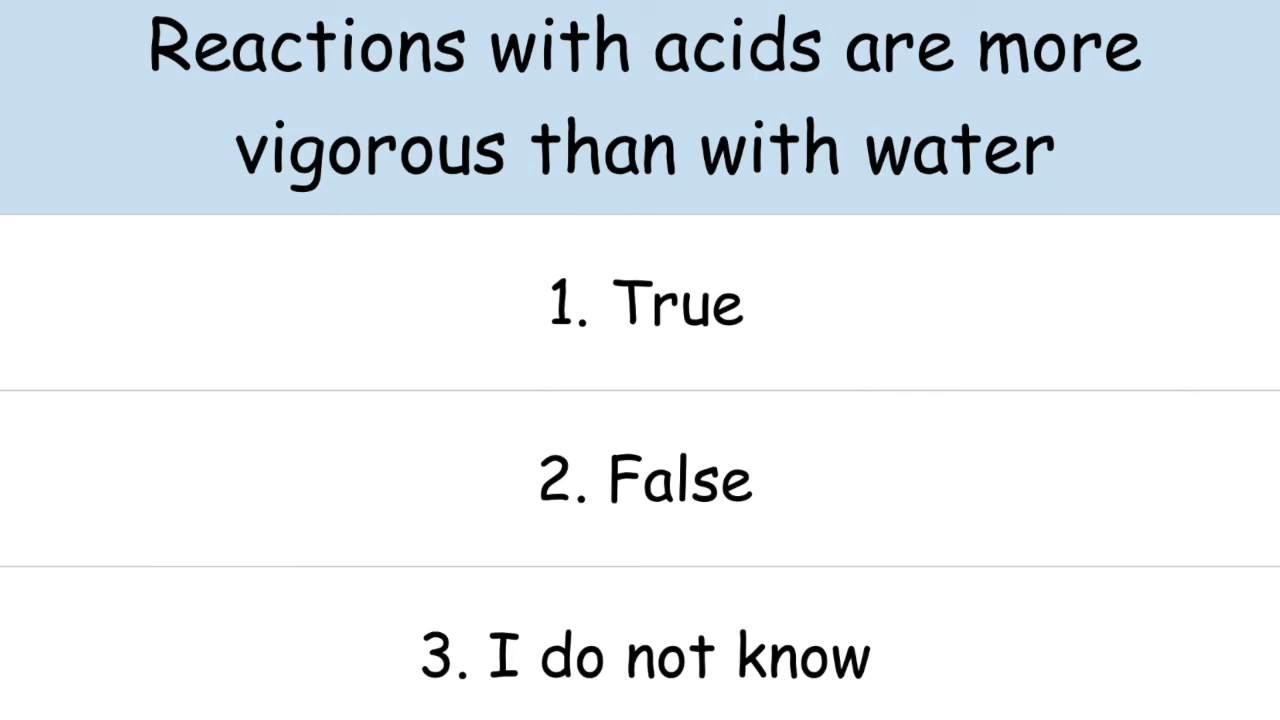 Reactions with acids are more
vigorous than with water
1. True
2. False
3. I do not know